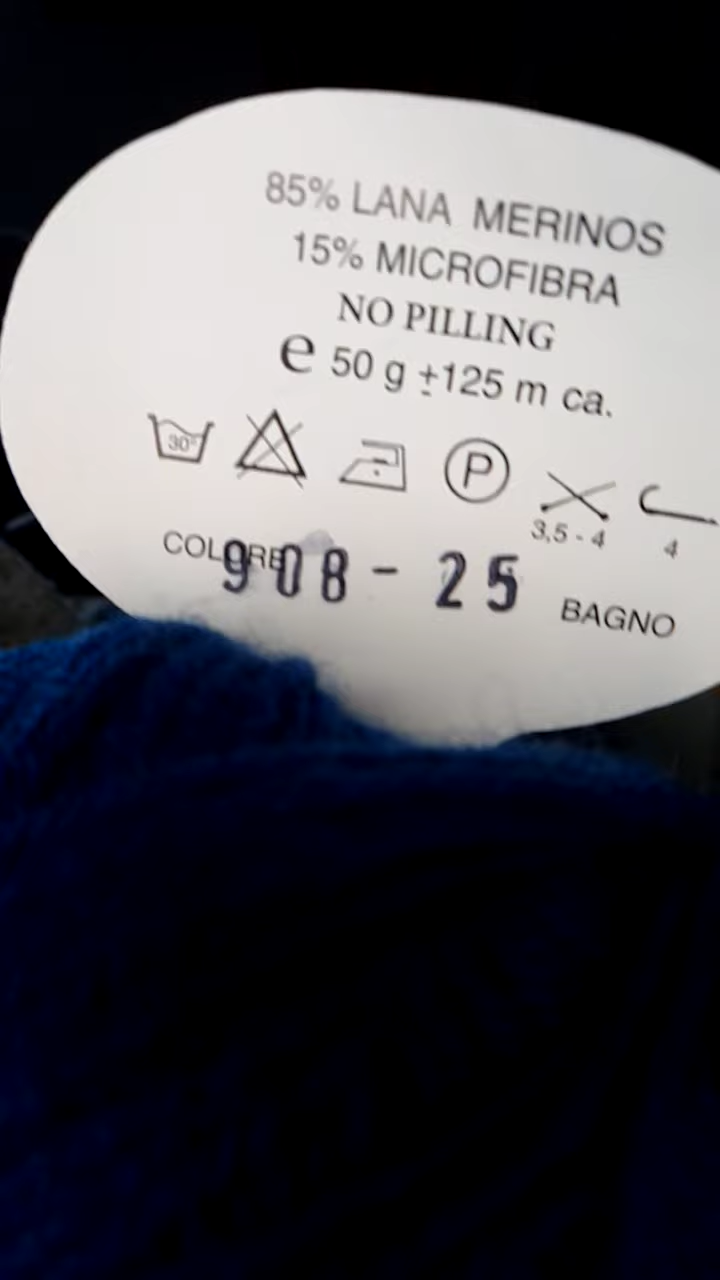 85% LANA MERINOS
15% MICROFIBRA
NO PILLING
e 50 g ±125 m ca.
30° P 3,5 - 4 4
COLORE 908-25 BAGNO